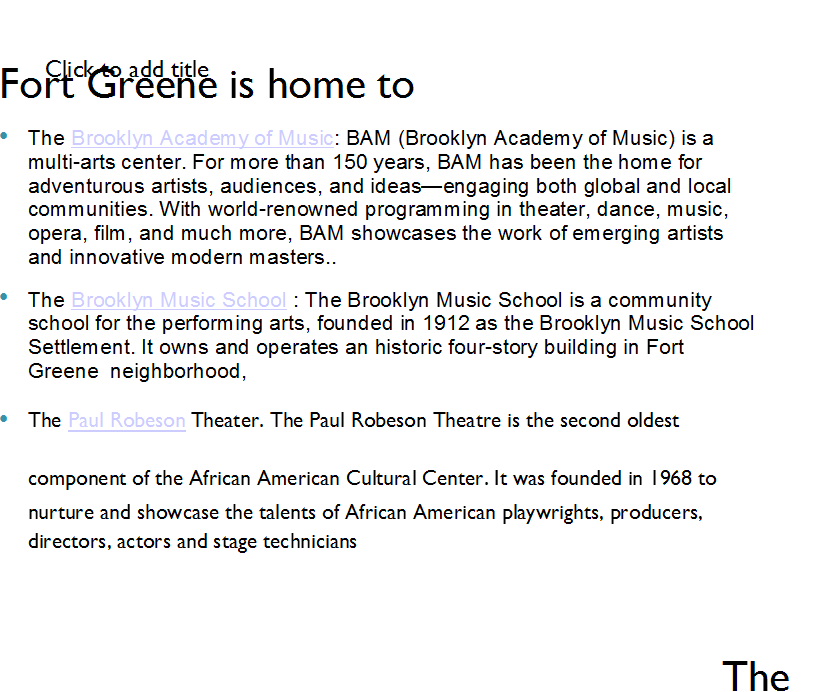 Click to add title
Fort Greene is home to
• The Brooklyn Academy of Music: BAM (Brooklyn Academy of Music) is a
multi-arts center. For more than 150 years, BAM has been the home for
adventurous artists, audiences, and ideas—engaging both global and local
communities. With world-renowned programming in theater, dance, music,
opera, film, and much more, BAM showcases the work of emerging artists
and innovative modern masters..
• The Brooklyn Music School : The Brooklyn Music School is a community
school for the performing arts, founded in 1912 as the Brooklyn Music School
Settlement. It owns and operates an historic four-story building in Fort
Greene  neighborhood,
• The Paul Robeson Theater. The Paul Robeson Theatre is the second oldest
component of the African American Cultural Center. It was founded in 1968 to
nurture and showcase the talents of African American playwrights, producers,
directors, actors and stage technicians
The